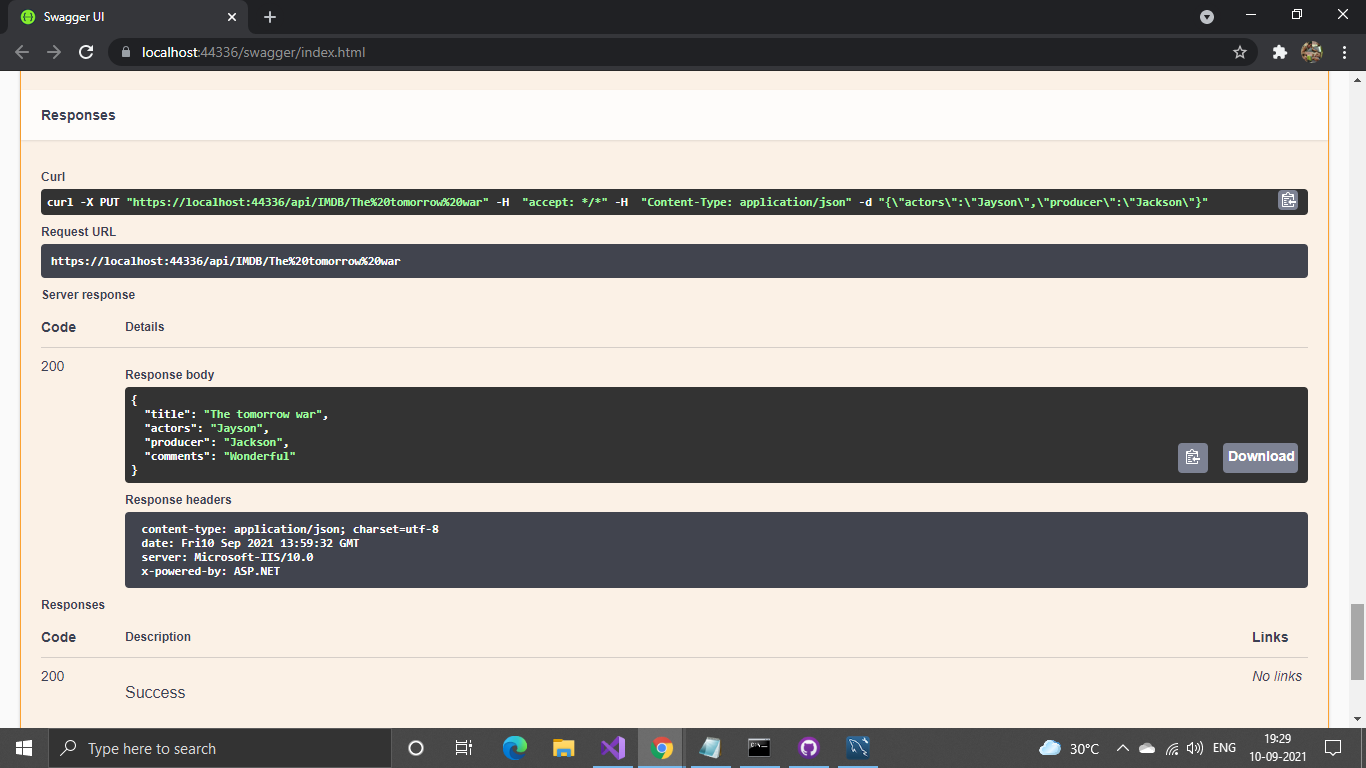 Swagger UI
localhost:44336/swagger/index.html
Responses
Curl
curl -X PUT "https://localhost:44336/api/IMDB/The%20tomorrow%20war" -H  "accept: */*" -H  "Content-Type: application/json" -d "{\"actors\":\"Jayson\",\"producer\":\"Jackson\"}"
Request URL
https://localhost:44336/api/IMDB/The%20tomorrow%20war
Server response
Code Details
200
Response body
{
"title": "The tomorrow war",
"actors": "Jayson",
"producer": "Jackson",
"comments": "Wonderful"
}
Download
Response headers
content-type: application/json; charset=utf-8
date: Fri10 Sep 2021 13:59:32 GMT
server: Microsoft-IIS/10.0
x-powered-by: ASP.NET
Responses
Code Description Links
200 No links
Success
Type here to search
30°C
ENG
19:29
10-09-2021